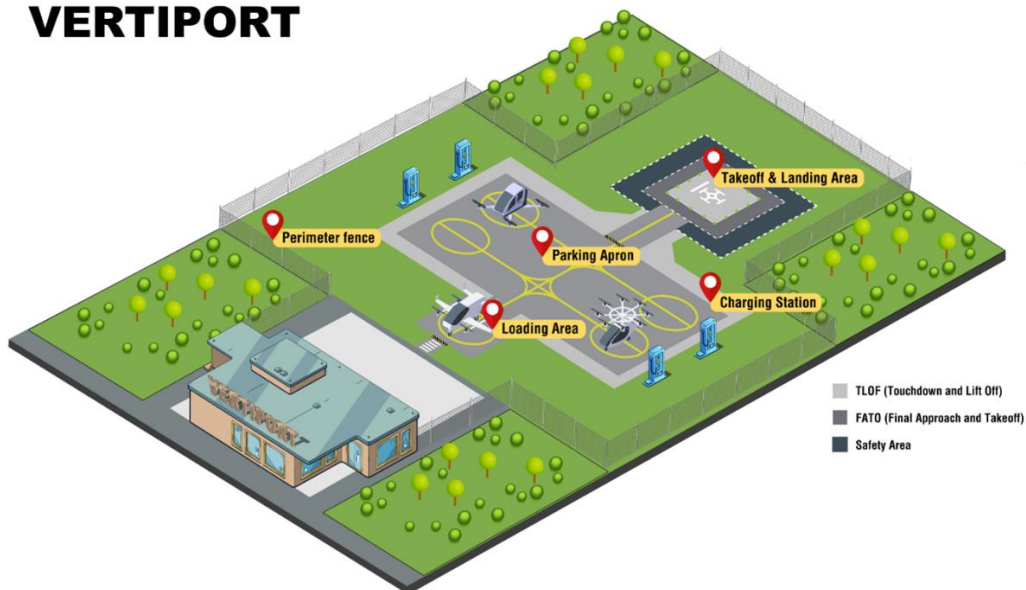 VERTIPORT
Takeoff & Landing Area
Perimeter fence
Parking Apron
Charging Station
Loading Area
VERTIPORT
TLOF (Touchdown and Lift Off)
FATO (Final Approach and Takeoff)
Safety Area